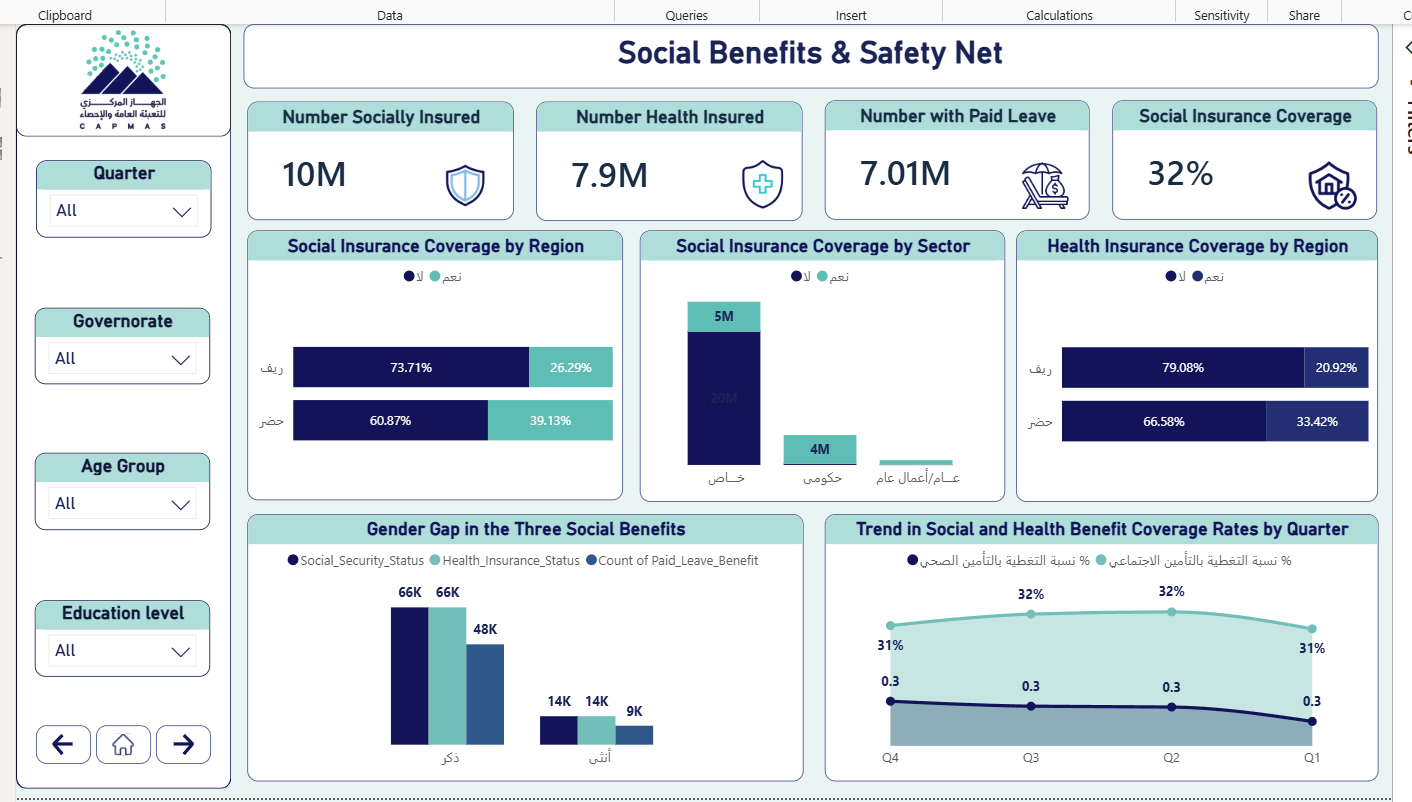 Clipboard
Data
Queries
Insert
Calculations
Sensitivity
Share
الجهـــاز المركـــزي
للتعبئة العامة والإحصاء
C A P M A S
Social Benefits & Safety Net
Quarter
All
Governorate
All
Age Group
All
Education level
All
Number Socially Insured
10M
Number Health Insured
7.9M
Number with Paid Leave
7.01M
Social Insurance Coverage
32%
Social Insurance Coverage by Region
لا نعم
ريف 73.71% 26.29%
حضر 60.87% 39.13%
Social Insurance Coverage by Sector
لا نعم
5M
20M
4M
خـــاص حكومى عـــام/أعمال عام
Health Insurance Coverage by Region
لا نعم
ريف 79.08% 20.92%
حضر 66.58% 33.42%
Gender Gap in the Three Social Benefits
Social_Security_Status Health_Insurance_Status Count of Paid_Leave_Benefit
66K 66K 48K
14K 14K 9K
ذكر أنثى
Trend in Social and Health Benefit Coverage Rates by Quarter
% نسبة التغطية بالتأمين الصحي % نسبة التغطية بالتأمين الاجتماعي
31% 32% 32% 31%
0.3 0.3 0.3 0.3
Q4 Q3 Q2 Q1